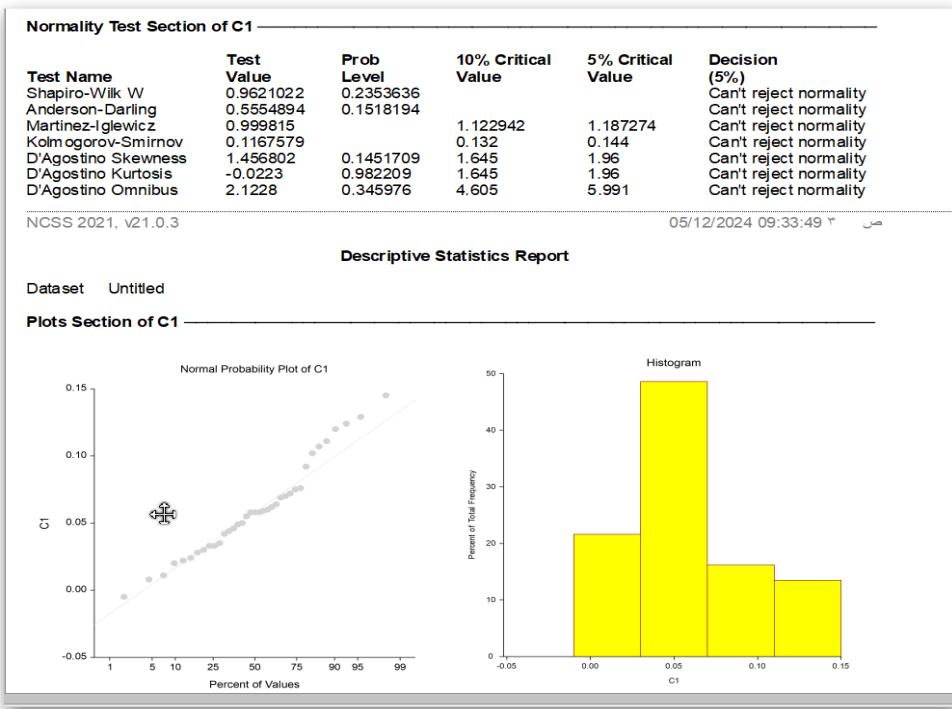 Normality Test Section of C1
Test Prob 10% Critical 5% Critical Decision
Test Name Value Level Value Value (5%)
Shapiro-Wilk W 0.9621022 0.2353636 Can't reject normality
Anderson-Darling 0.5554894 0.1518194 Can't reject normality
Martinez-Iglewicz 0.999815 1.122942 1.187274 Can't reject normality
Kolmogorov-Smirnov 0.1167579 0.132 0.144 Can't reject normality
D'Agostino Skewness 1.456802 0.1451709 1.645 1.96 Can't reject normality
D'Agostino Kurtosis -0.0223 0.982209 1.645 1.96 Can't reject normality
D'Agostino Omnibus 2.1228 0.345976 4.605 5.991 Can't reject normality
NCSS 2021, v21.0.3 05/12/2024 09:33:49 ٣ ص
Descriptive Statistics Report
Dataset Untitled
Plots Section of C1
Normal Probability Plot of C1
0.15
0.10
0.05
0.00
-0.05
C1
1 5 10 25 50 75 90 95 99
Percent of Values
Histogram
50
40
30
20
10
0
Percent of Total Frequency
-0.05 0.00 0.05 0.10 0.15
C1